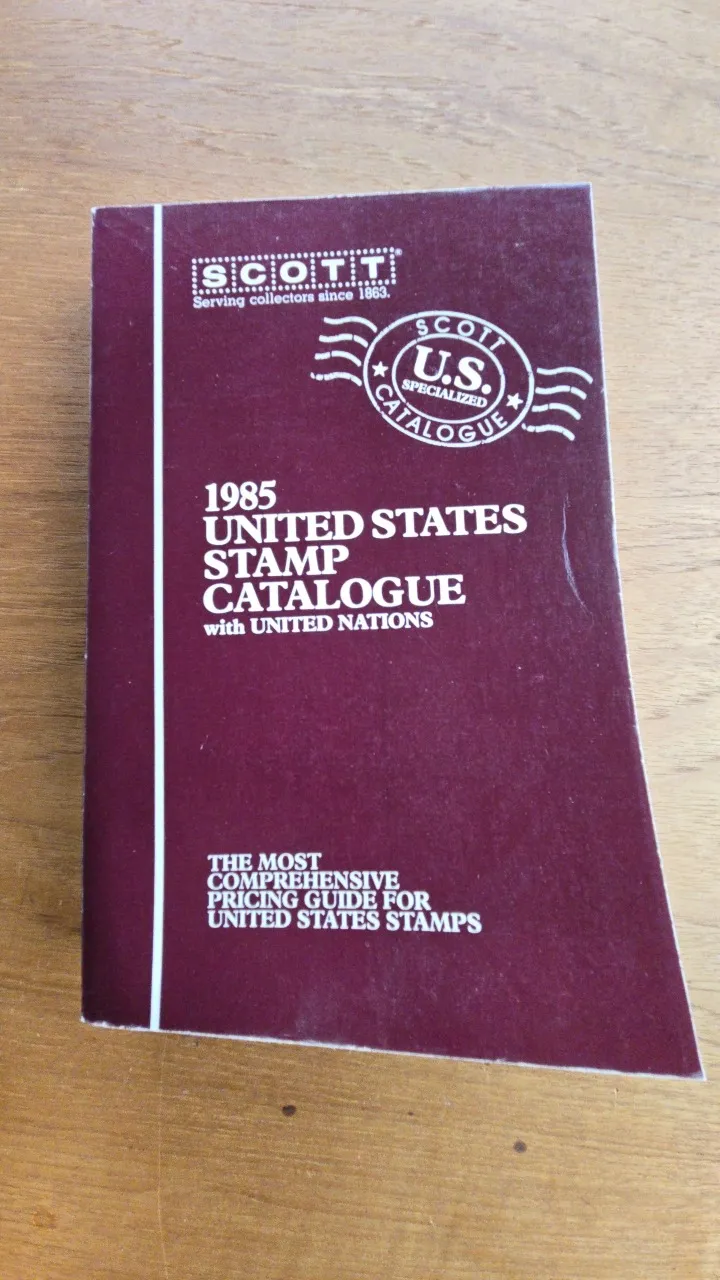 SCOTT®
Serving collectors since 1863.
SCOTT
U.S.
SPECIALIZED
CATALOGUE
1985
UNITED STATES
STAMP
CATALOGUE
with UNITED NATIONS
THE MOST
COMPREHENSIVE
PRICING GUIDE FOR
UNITED STATES STAMPS